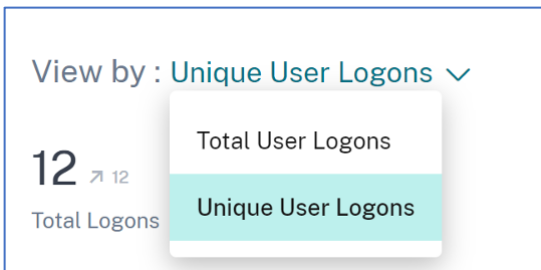 View by : Unique User Logons
Total User Logons
12 ↗ 12
Unique User Logons
Total Logons